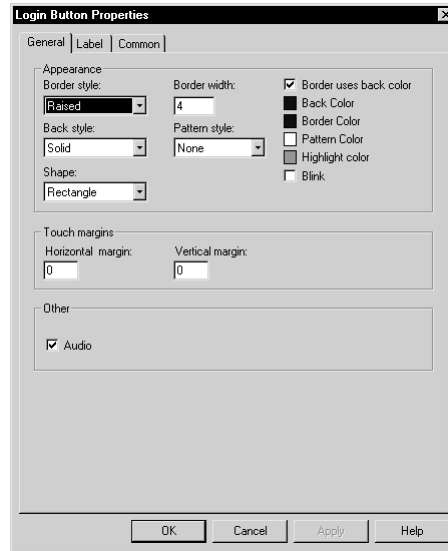 Login Button Properties
General Label Common
Appearance
Border style:
Raised
Border width:
4
Border uses back color
Back Color
Border Color
Pattern Color
Highlight color
Blink
Back style:
Solid
Pattern style:
None
Shape:
Rectangle
Touch margins
Horizontal margin:
0
Vertical margin:
0
Other
Audio
OK Cancel Apply Help